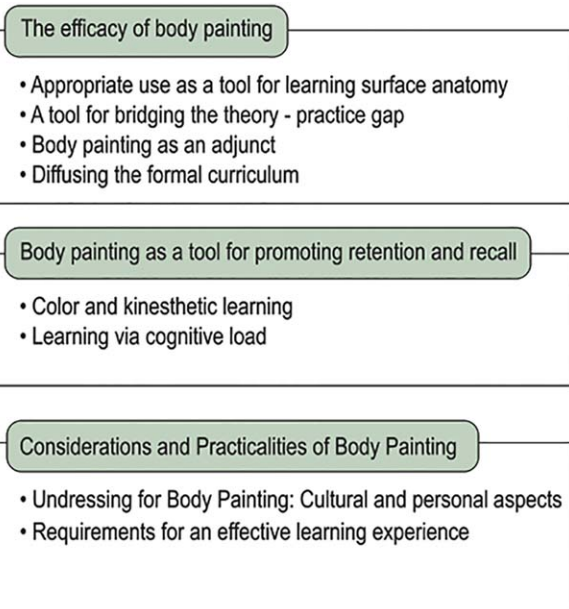 The efficacy of body painting
• Appropriate use as a tool for learning surface anatomy
• A tool for bridging the theory - practice gap
• Body painting as an adjunct
• Diffusing the formal curriculum
Body painting as a tool for promoting retention and recall
• Color and kinesthetic learning
• Learning via cognitive load
Considerations and Practicalities of Body Painting
• Undressing for Body Painting: Cultural and personal aspects
• Requirements for an effective learning experience